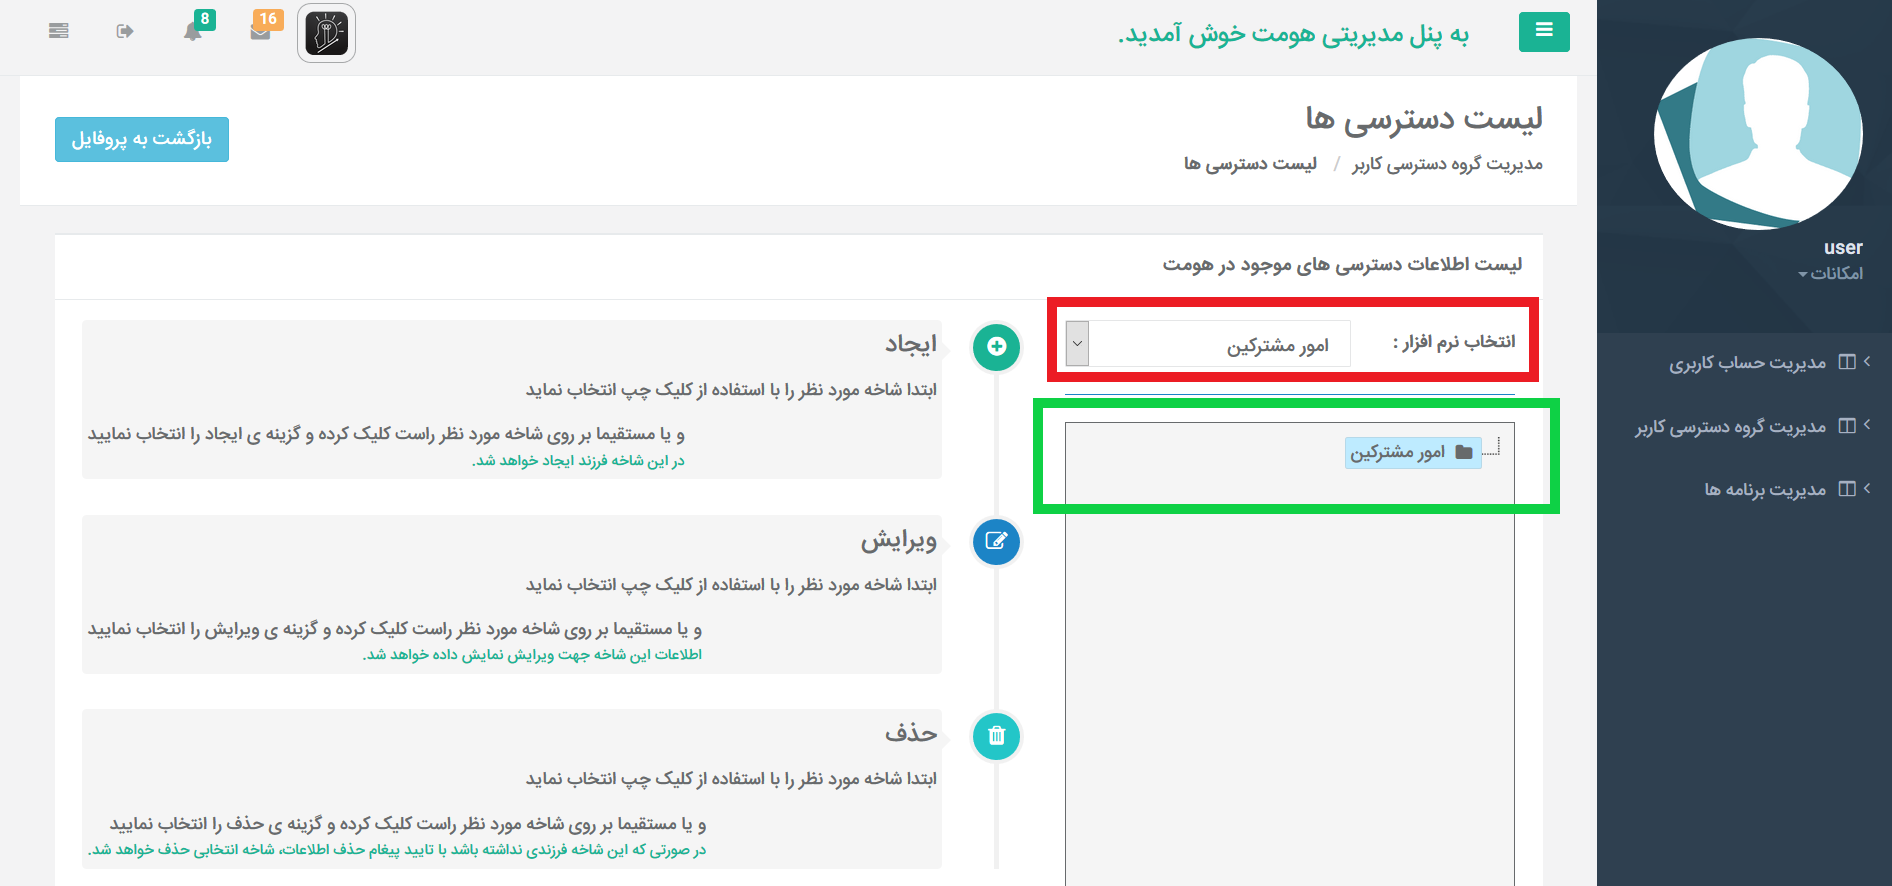 به پنل مدیریتی هومت خوش آمدید.
16
8
لیست دسترسی ها
مدیریت گروه دسترسی کاربر / لیست دسترسی ها
بازگشت به پروفایل
user
امکانات
مدیریت حساب کاربری
مدیریت گروه دسترسی کاربر
مدیریت برنامه ها
لیست اطلاعات دسترسی های موجود در هومت
انتخاب نرم افزار :
امور مشترکین
امور مشترکین
ایجاد
ابتدا شاخه مورد نظر را با استفاده از کلیک چپ انتخاب نماید
و یا مستقیما بر روی شاخه مورد نظر راست کلیک کرده و گزینه ی ایجاد را انتخاب نمایید
در این شاخه فرزند ایجاد خواهد شد.
ویرایش
ابتدا شاخه مورد نظر را با استفاده از کلیک چپ انتخاب نماید
و یا مستقیما بر روی شاخه مورد نظر راست کلیک کرده و گزینه ی ویرایش را انتخاب نمایید
اطلاعات این شاخه جهت ویرایش نمایش داده خواهد شد.
حذف
ابتدا شاخه مورد نظر را با استفاده از کلیک چپ انتخاب نماید
و یا مستقیما بر روی شاخه مورد نظر راست کلیک کرده و گزینه ی حذف را انتخاب نمایید
در صورتی که این شاخه فرزندی نداشته باشد با تایید پیغام حذف اطلاعات، شاخه انتخابی حذف خواهد شد.